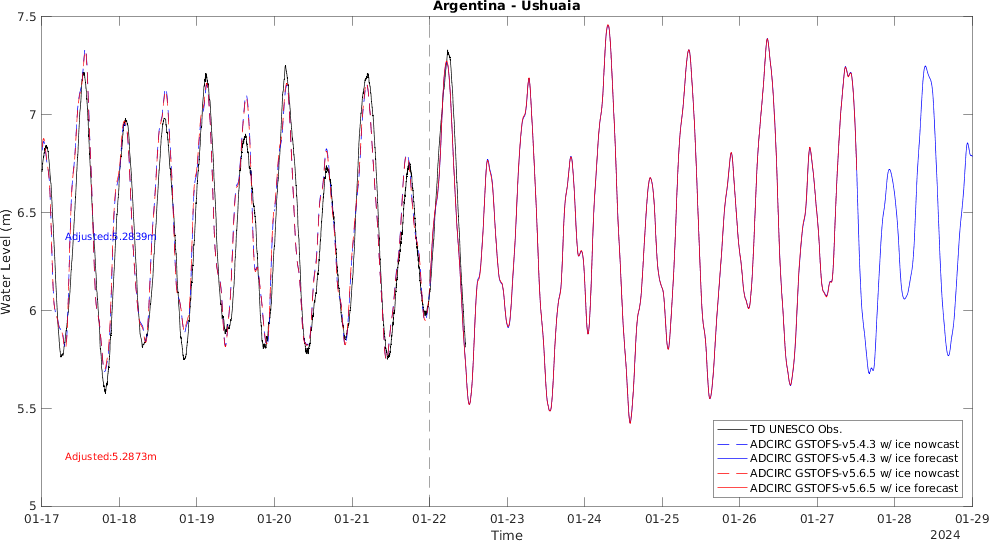 Argentina - Ushuaia
7.5
7
6.5
6
5.5
5
Water Level (m)
Adjusted:5.2839m
Adjusted:5.2873m
TD UNESCO Obs.
ADCIRC GSTOFS-v5.4.3 w/ ice nowcast
ADCIRC GSTOFS-v5.4.3 w/ ice forecast
ADCIRC GSTOFS-v5.6.5 w/ ice nowcast
ADCIRC GSTOFS-v5.6.5 w/ ice forecast
01-17 01-18 01-19 01-20 01-21 01-22 01-23 01-24 01-25 01-26 01-27 01-28 01-29
Time
2024